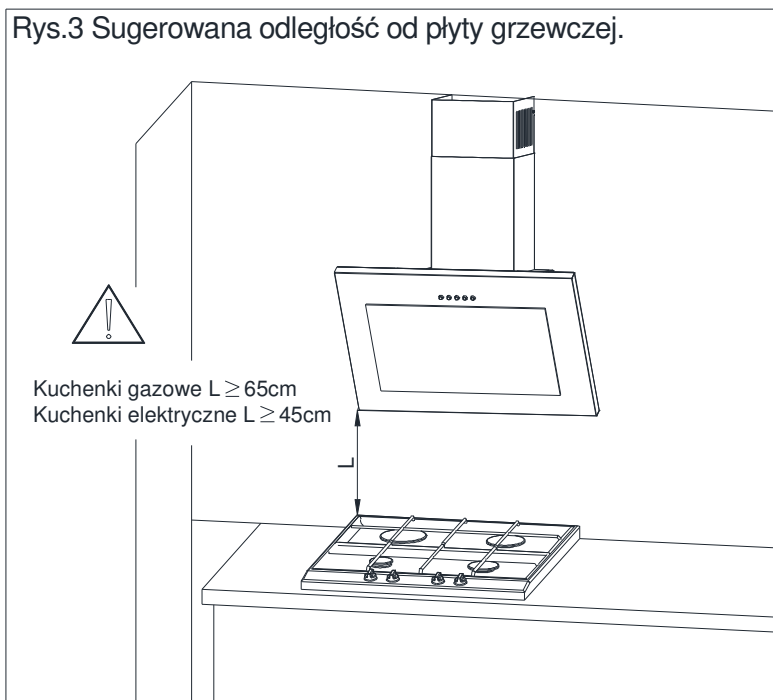 Rys.3 Sugerowana odległość od płyty grzewczej.
Kuchenki gazowe L ≥ 65cm
Kuchenki elektryczne L ≥ 45cm
L